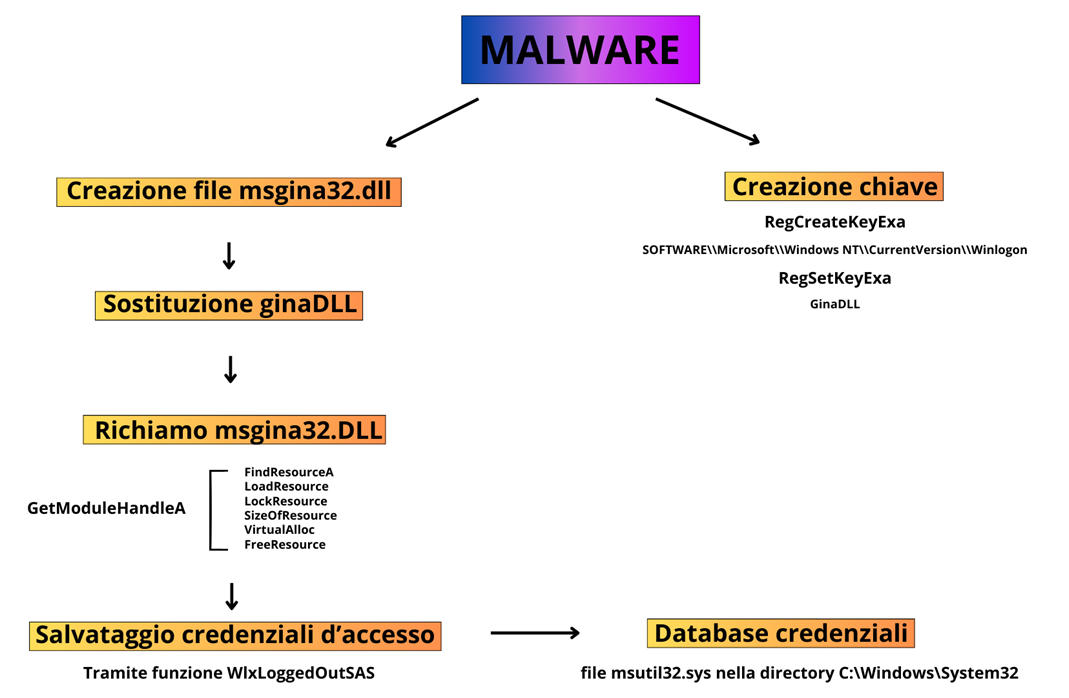 MALWARE
Creazione file msgina32.dll
Sostituzione ginaDLL
Richiamo msgina32.DLL
GetModuleHandleA
FindResourceA
LoadResource
LockResource
SizeOfResource
VirtualAlloc
FreeResource
Salvataggio credenziali d’accesso
Tramite funzione WlxLoggedOutSAS
Creazione chiave
RegCreateKeyExa
SOFTWARE\\Microsoft\\Windows NT\\CurrentVersion\\Winlogon
RegSetKeyExa
GinaDLL
Database credenziali
file msutil32.sys nella directory C:\Windows\System32